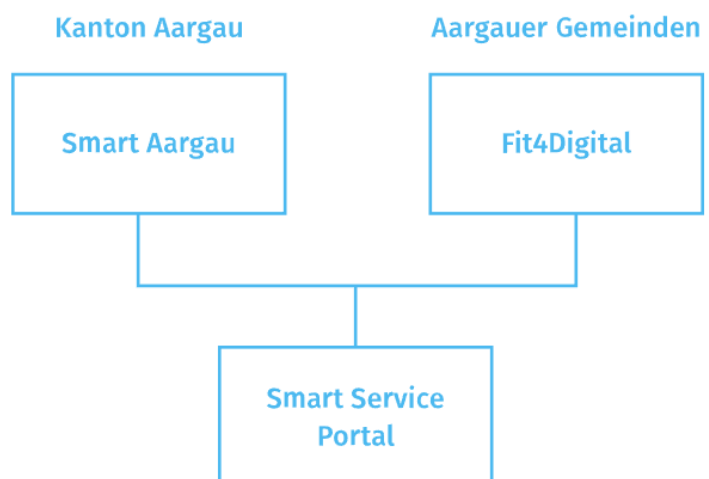 Kanton Aargau
Aargauer Gemeinden
Smart Aargau
Fit4Digital
Smart Service
Portal